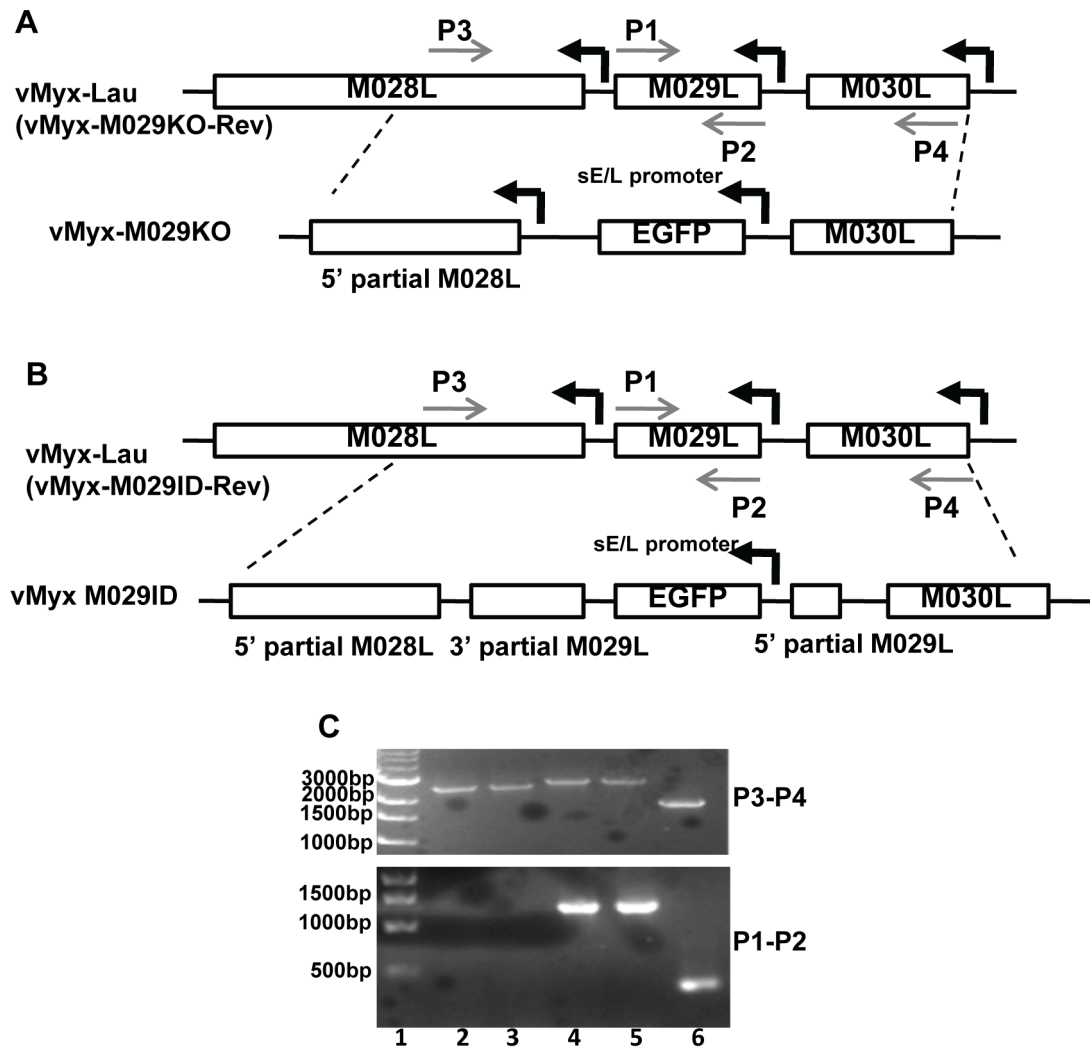 A
P3
P1
vMyx-Lau
(vMyx-M029KO-Rev)
M028L
M029L
M030L
P2
P4
sE/L promoter
vMyx-M029KO
EGFP
M030L
5’ partial M028L
B
P3
P1
vMyx-Lau
(vMyx-M029ID-Rev)
M028L
M029L
M030L
P2
P4
sE/L promoter
vMyx M029ID
EGFP
M030L
5’ partial M028L
3’ partial M029L
5’ partial M029L
C
3000bp
2000bp
1500bp
1000bp
P3-P4
1500bp
1000bp
500bp
P1-P2
1 2 3 4 5 6